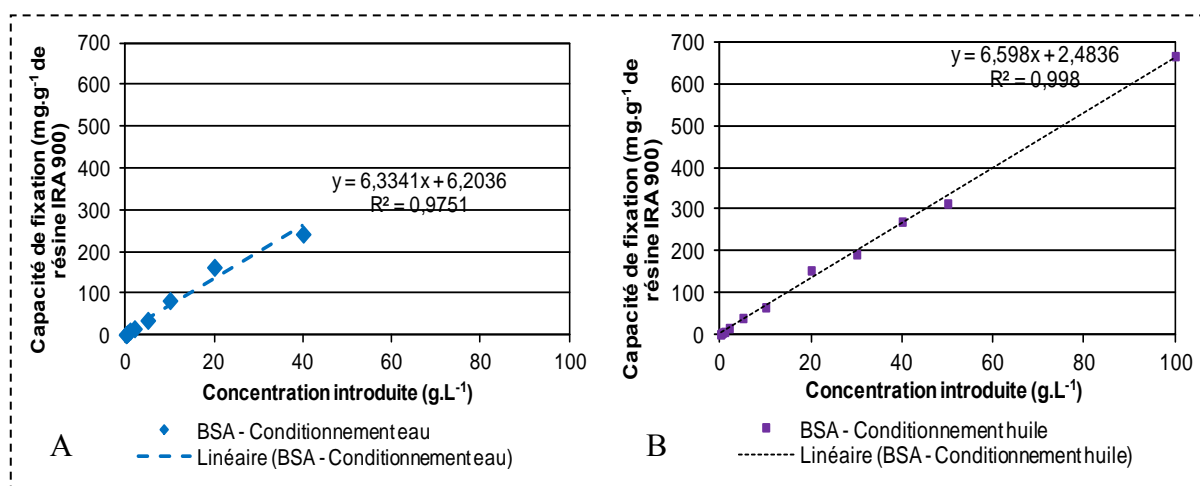 Capacité de fixation (mg.g⁻¹ de
résine IRA 900)
700
600
500
400
300
200
100
0
y = 6,3341x + 6,2036
R² = 0,9751
0 20 40 60 80 100
Concentration introduite (g.L⁻¹)
BSA - Conditionnement eau
Linéaire (BSA - Conditionnement eau)
A
Capacité de fixation (mg.g⁻¹ de
résine IRA 900)
700
600
500
400
300
200
100
0
y = 6,598x + 2,4836
R² = 0,998
0 20 40 60 80 100
Concentration introduite (g.L⁻¹)
BSA - Conditionnement huile
Linéaire (BSA - Conditionnement huile)
B